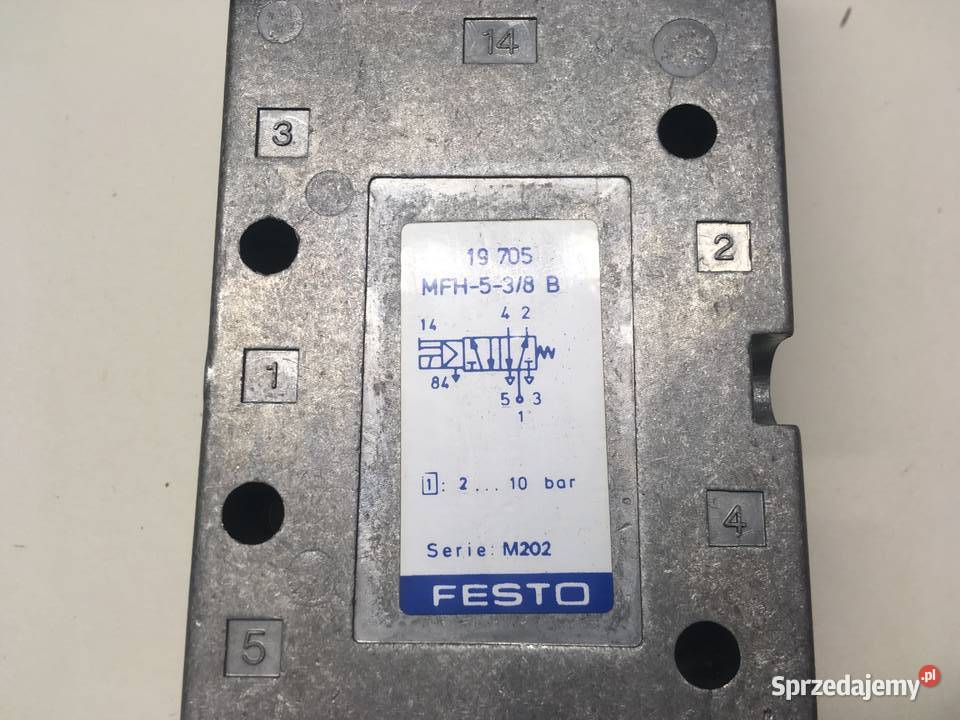 14
3
2
19 705
MFH-5-3/8 B
4 2
14
84
5 3
1
1
1: 2...10 bar
4
Serie: M202
FESTO
5
Sprzedajemy.pl